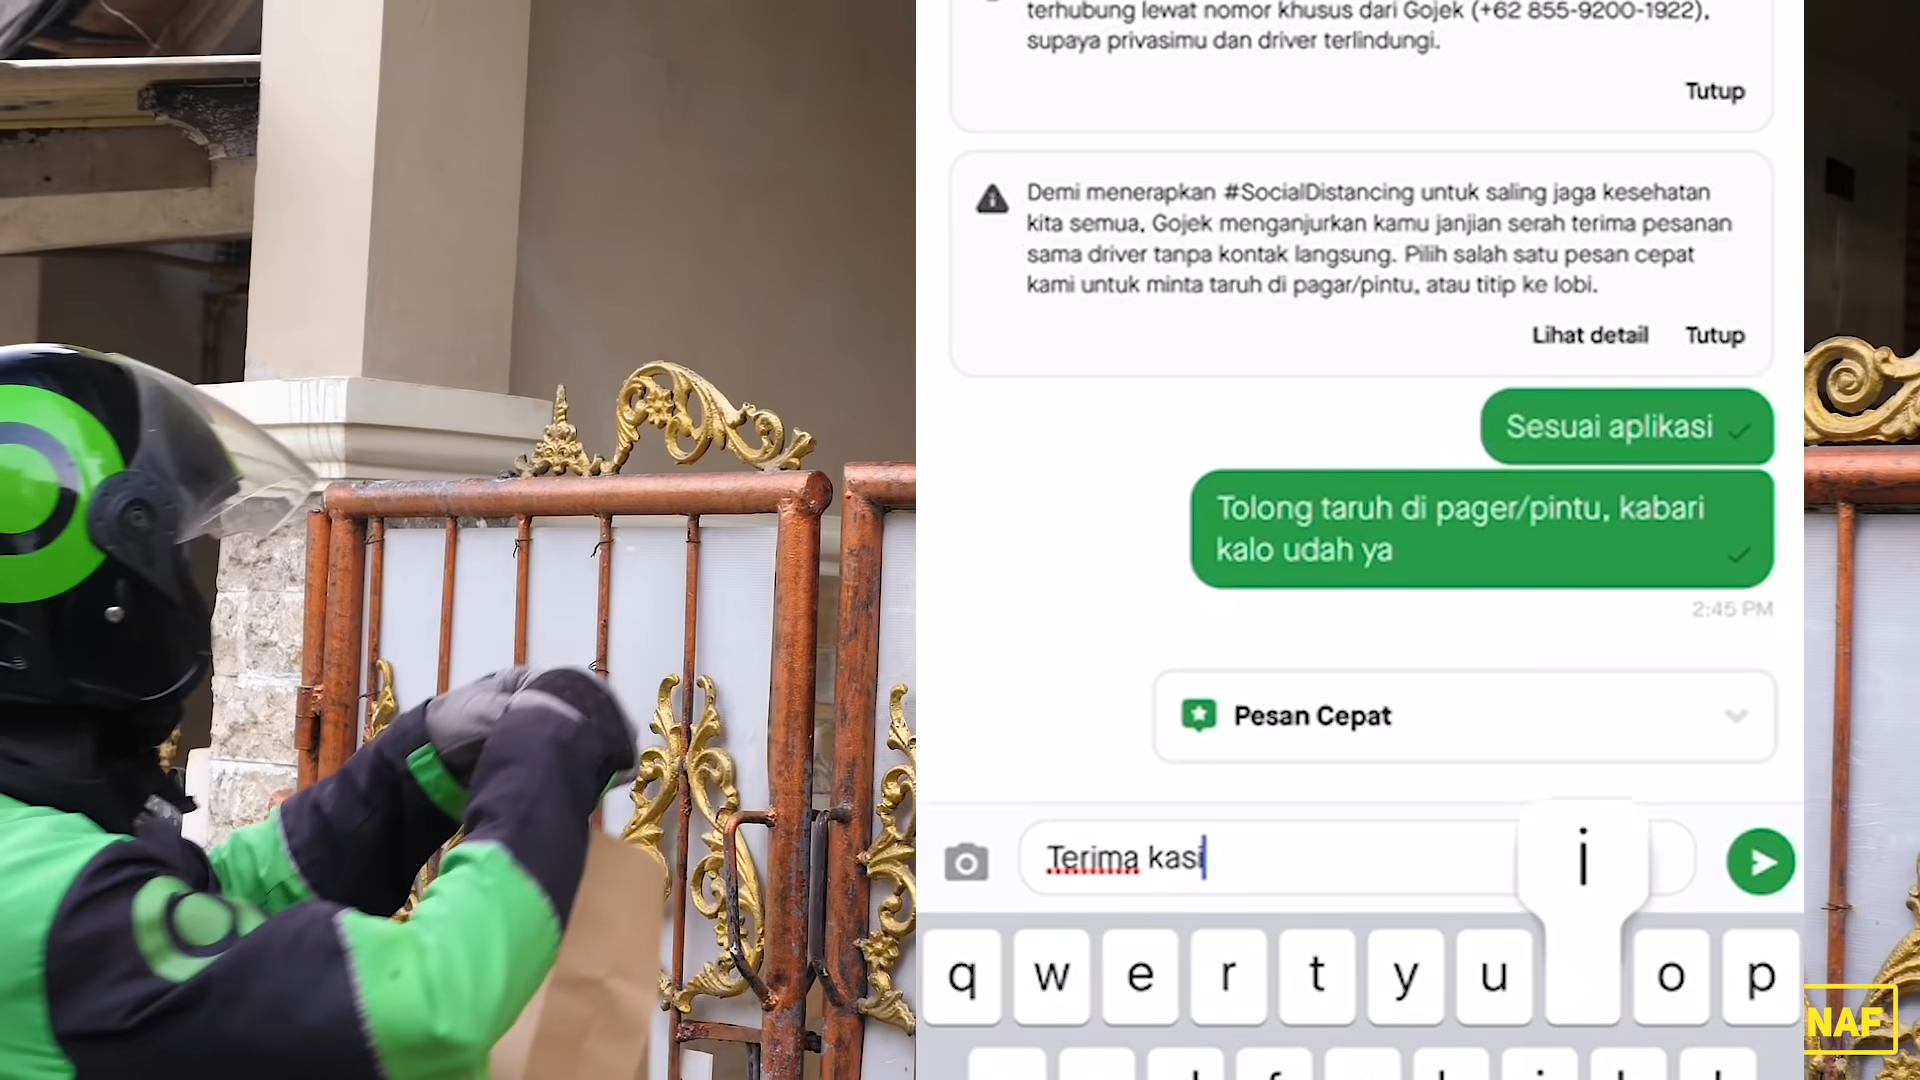 terhubung lewat nomor khusus dari Gojek (+62 855-9200-1922),
supaya privasimu dan driver terlindungi.
Tutup
Demi menerapkan #SocialDistancing untuk saling jaga kesehatan
kita semua, Gojek menganjurkan kamu janjian serah terima pesanan
sama driver tanpa kontak langsung. Pilih salah satu pesan cepat
kami untuk minta taruh di pagar/pintu, atau titip ke lobi.
Lihat detail Tutup
Sesuai aplikasi
Tolong taruh di pager/pintu, kabari
kalo udah ya
2:45 PM
Pesan Cepat
Terima kasi
i
q w e r t y u o p
NAF